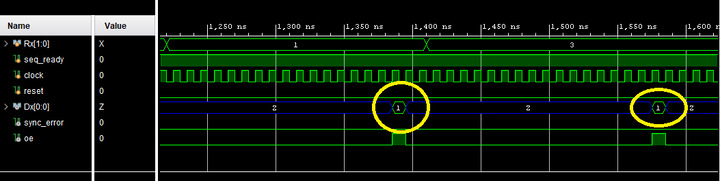 Name Value
1,250 ns 1,300 ns 1,350 ns 1,400 ns 1,450 ns 1,500 ns 1,550 ns 1,600
Rx[1:0] X 1 3
seq_ready 0
clock 0
reset 0
Dx[0:0] Z 2 1 2 1 2
sync_error 0
oe 0